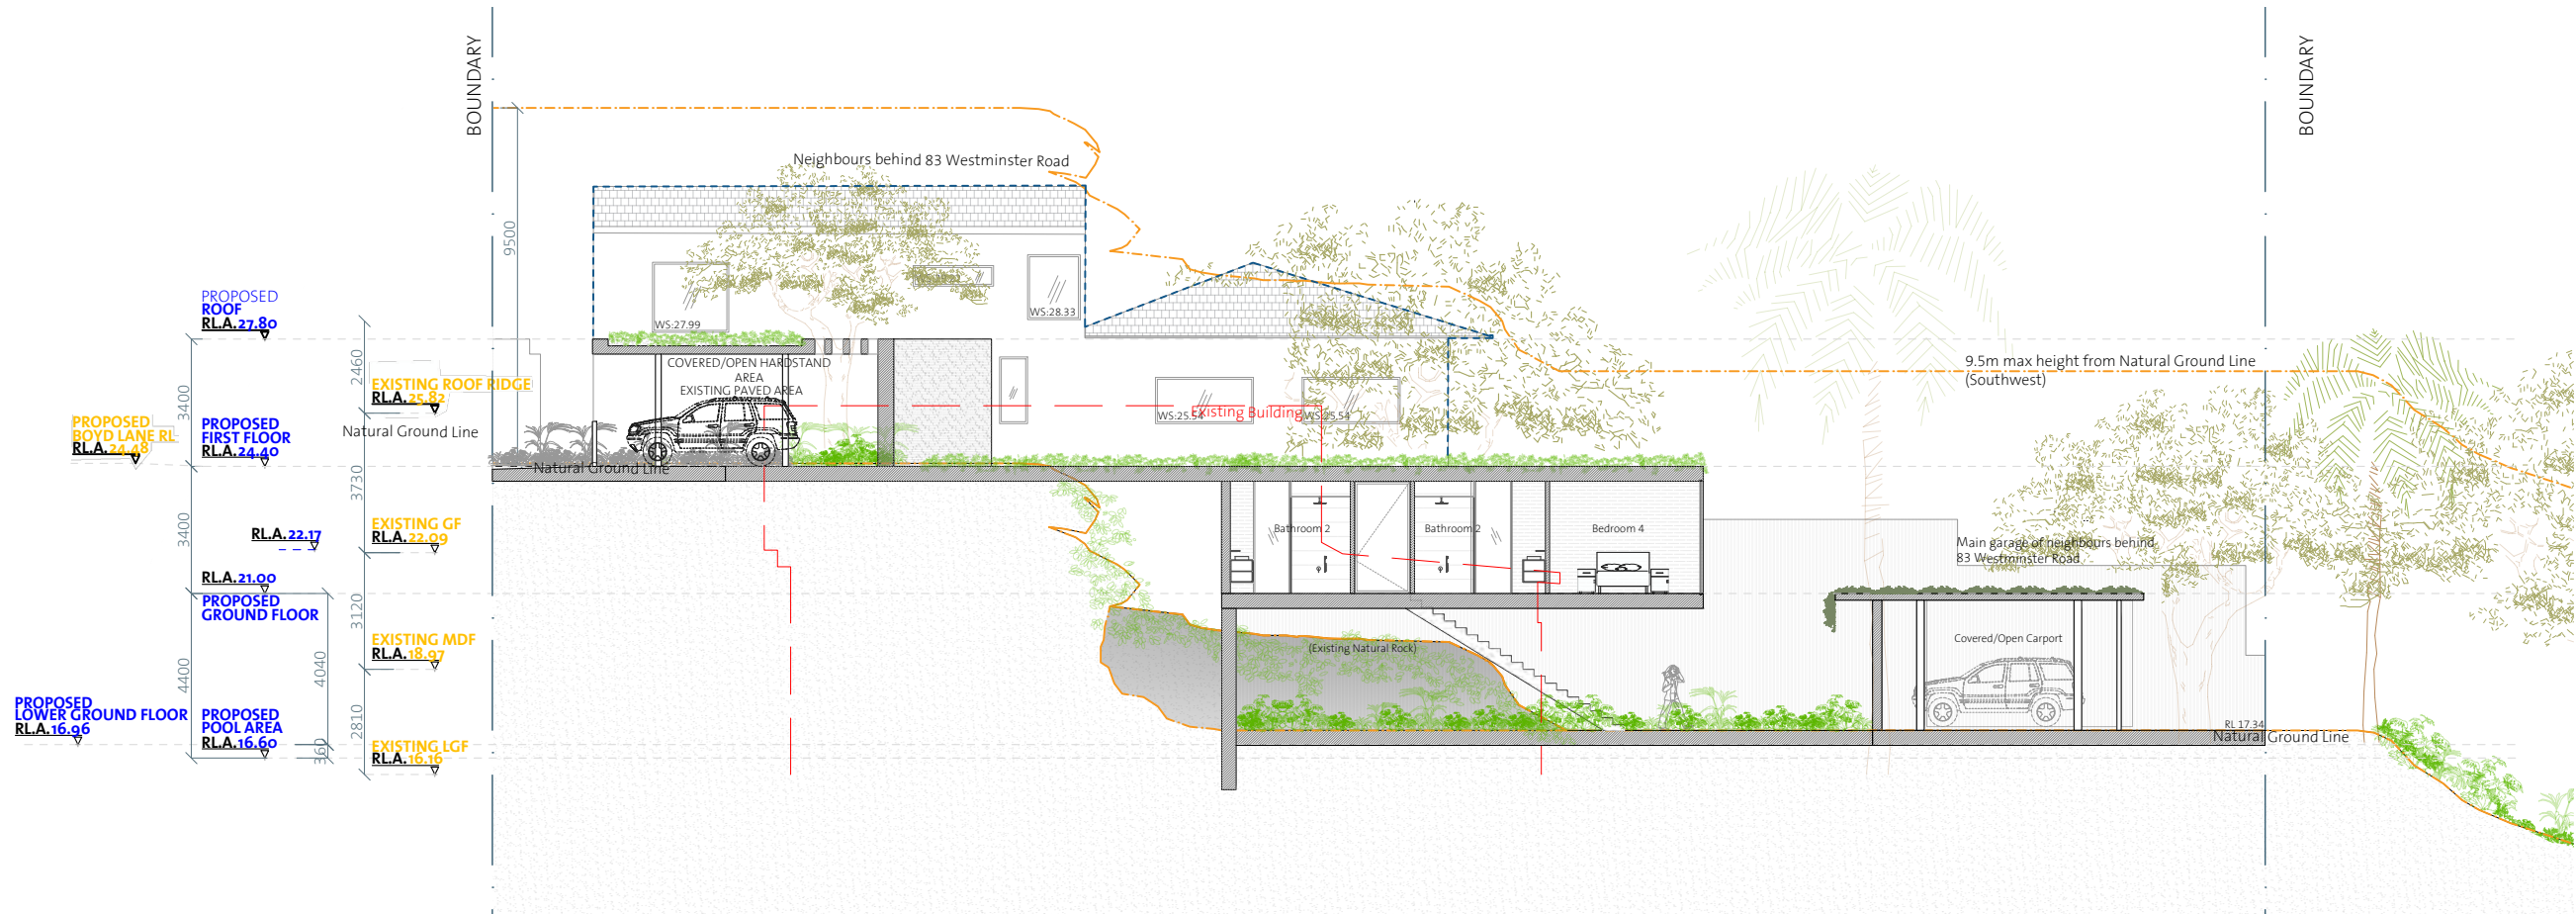 BOUNDARY
BOUNDARY
Neighbours behind 83 Westminster Road
9500
PROPOSED
ROOF
RL.A.27.80
WS:27.99
WS:28.33
2460
COVERED/OPEN HARDSTAND
AREA
EXISTING PAVED AREA
9.5m max height from Natural Ground Line
(Southwest)
EXISTING ROOF RIDGE
RL.A.25.82
3400
PROPOSED
BOYD LANE RL
RL.A.24.48
PROPOSED
FIRST FLOOR
RL.A.24.40
Natural Ground Line
WS:25.54
Existing Building
WS:25.54
Natural Ground Line
3730
3400
RL.A.22.17
EXISTING GF
RL.A.22.09
Bathroom 2
Bathroom 2
Bedroom 4
Main garage of neighbours behind
83 Westminster Road
RL.A.21.00
PROPOSED
GROUND FLOOR
3120
EXISTING MDF
RL.A.18.97
4400
4040
(Existing Natural Rock)
Covered/Open Carport
PROPOSED
LOWER GROUND FLOOR
RL.A.16.96
PROPOSED
POOL AREA
RL.A.16.60
360
2810
EXISTING LGF
RL.A.16.16
RL 17.34
Natural Ground Line